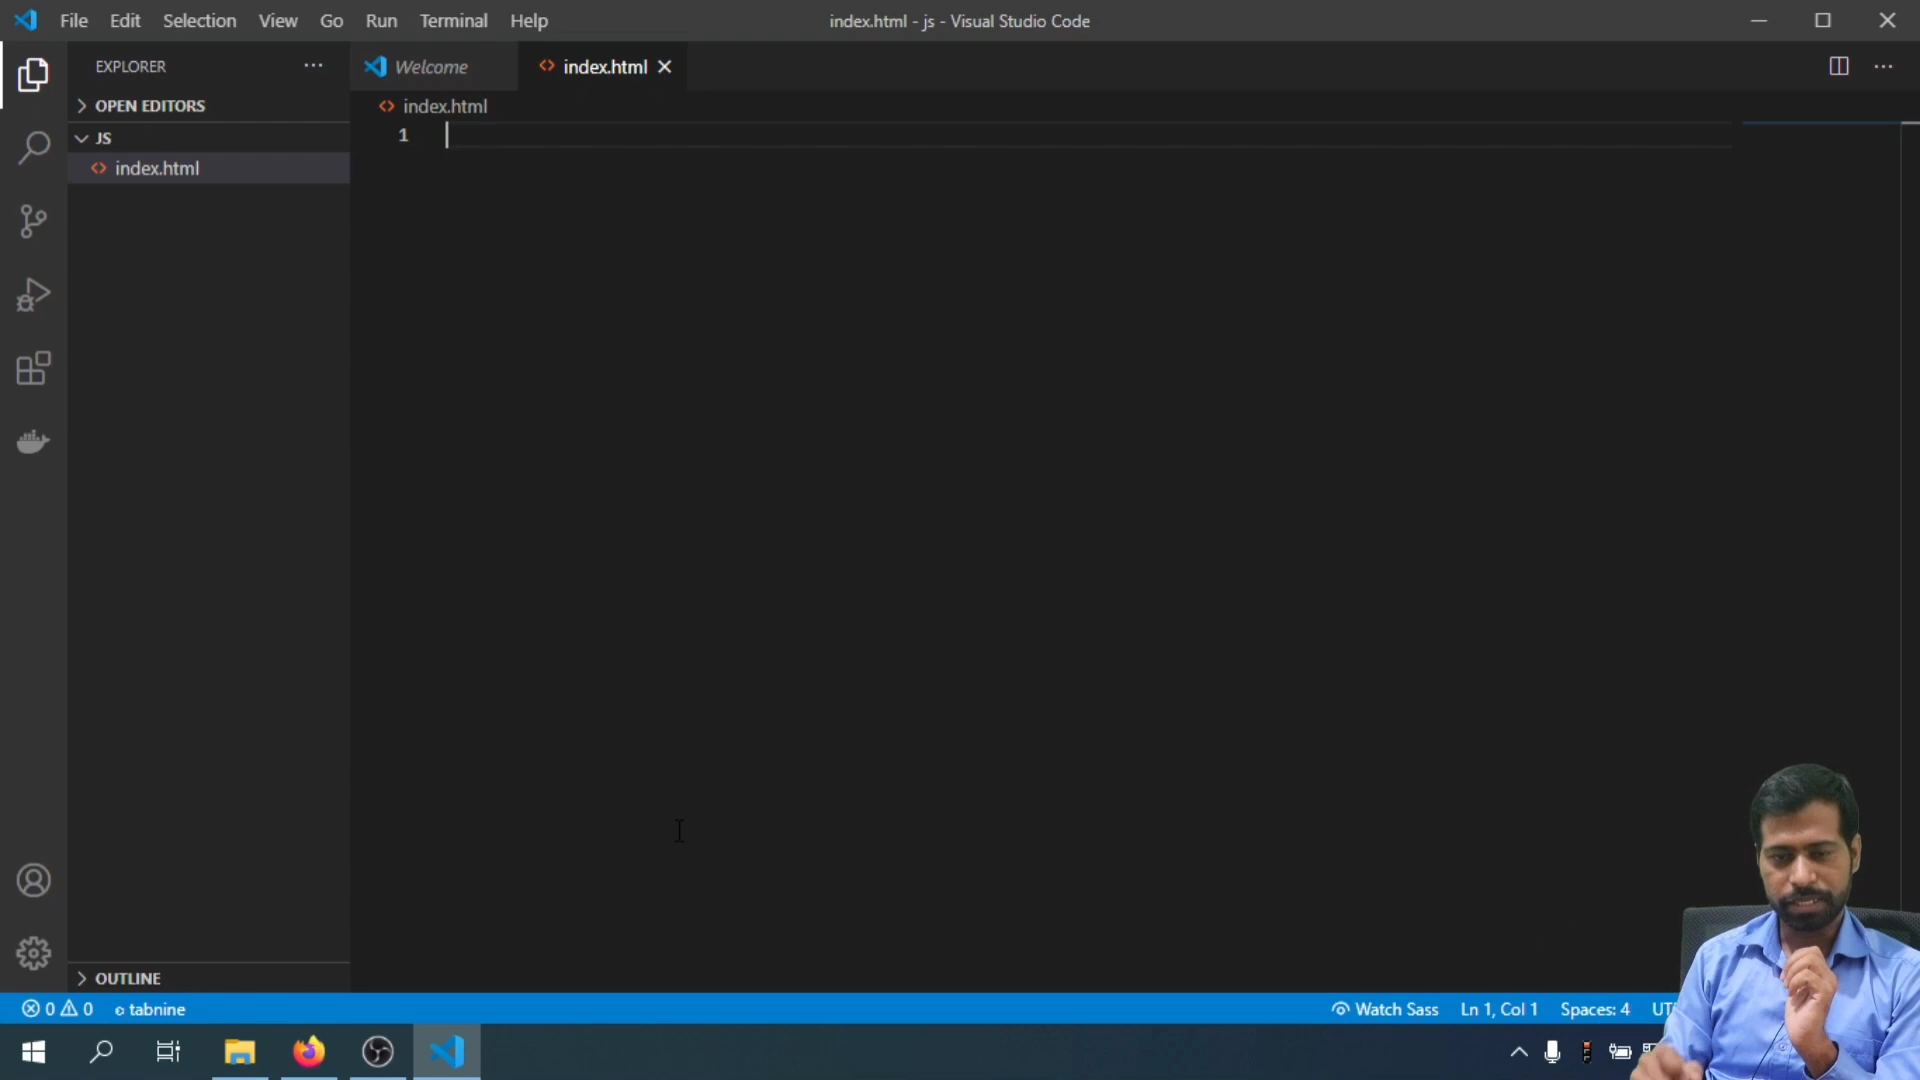 File Edit Selection View Go Run Terminal Help
index.html - js - Visual Studio Code
EXPLORER
Welcome
index.html
OPEN EDITORS
index.html
JS
1
index.html
OUTLINE
0 0 tabnine
Watch Sass Ln 1, Col 1 Spaces: 4